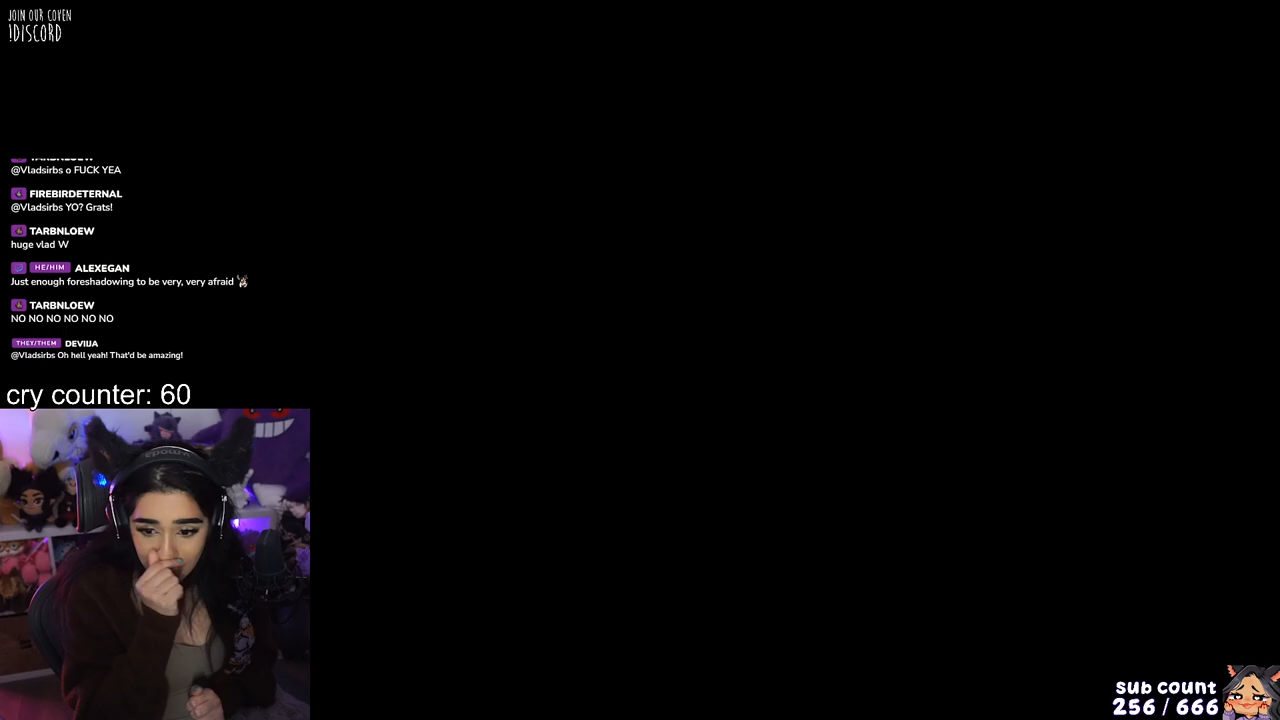 JOIN OUR COVEN
!DISCORD
TARBNLOEW
@Vladsirbs o FUCK YEA
FIREBIRDETERNAL
@Vladsirbs YO? Grats!
TARBNLOEW
huge vlad W
HE/HIM ALEXEGAN
Just enough foreshadowing to be very, very afraid
TARBNLOEW
NO NO NO NO NO NO
THEY/THEM DEVIIJA
@Vladsirbs Oh hell yeah! That'd be amazing!
cry counter: 60
sub count
256 / 666